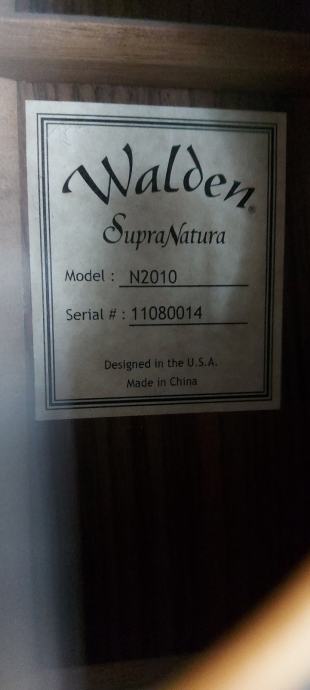 Walden®
SupraNatura
Model : N2010
Serial # : 11080014
Designed in the U.S.A.
Made in China